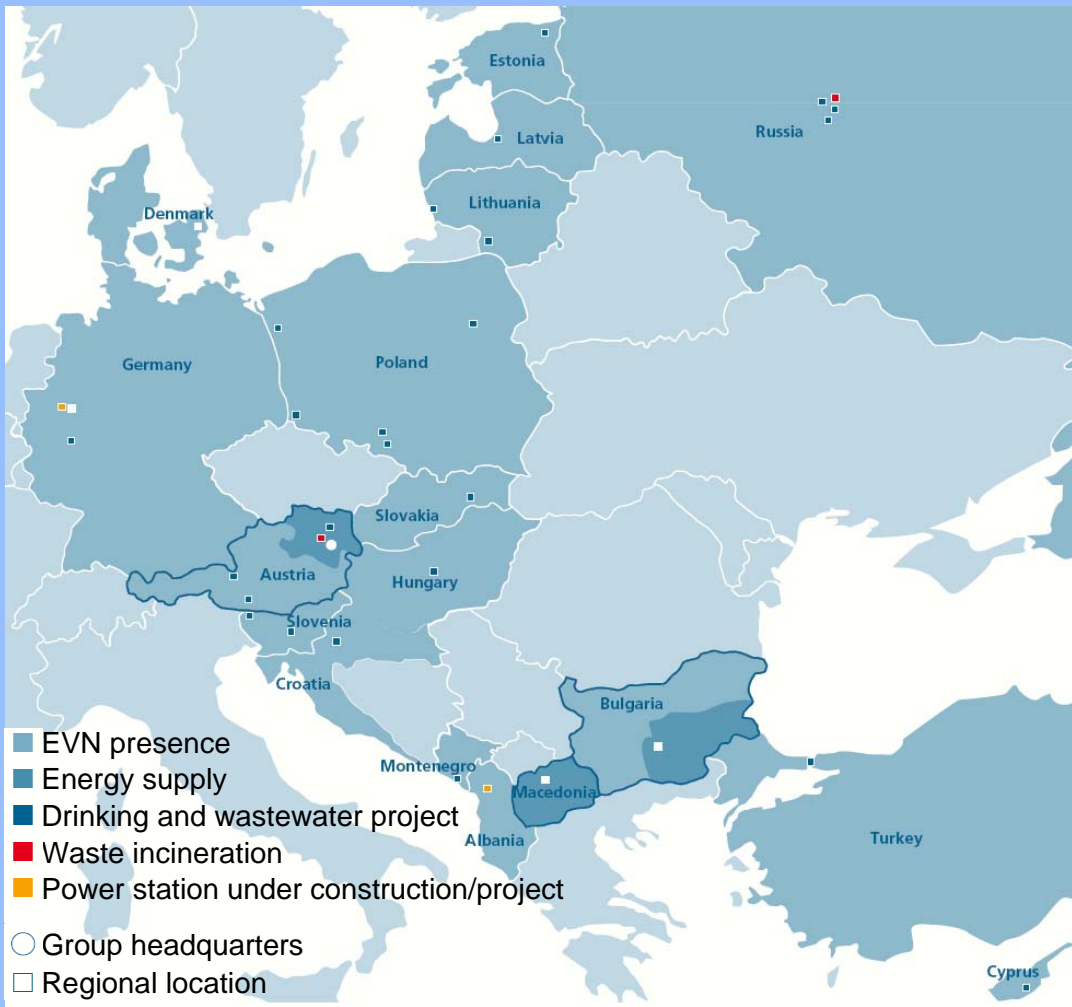 Estonia
Russia
Latvia
Lithuania
Denmark
Germany
Poland
Slovakia
Austria
Hungary
Slovenia
Croatia
Bulgaria
Montenegro
Macedonia
Albania
Turkey
Cyprus
EVN presence
Energy supply
Drinking and wastewater project
Waste incineration
Power station under construction/project
Group headquarters
Regional location